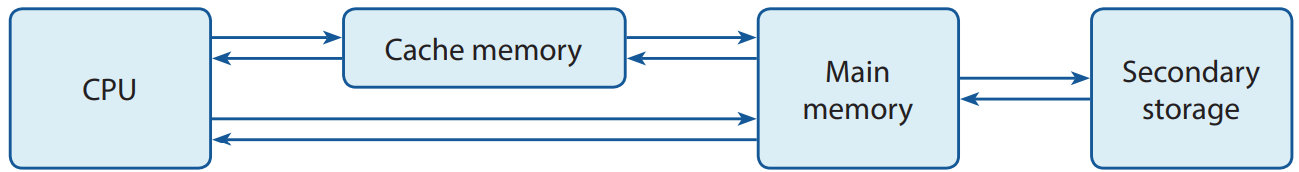 CPU
Cache memory
Main
memory
Secondary
storage